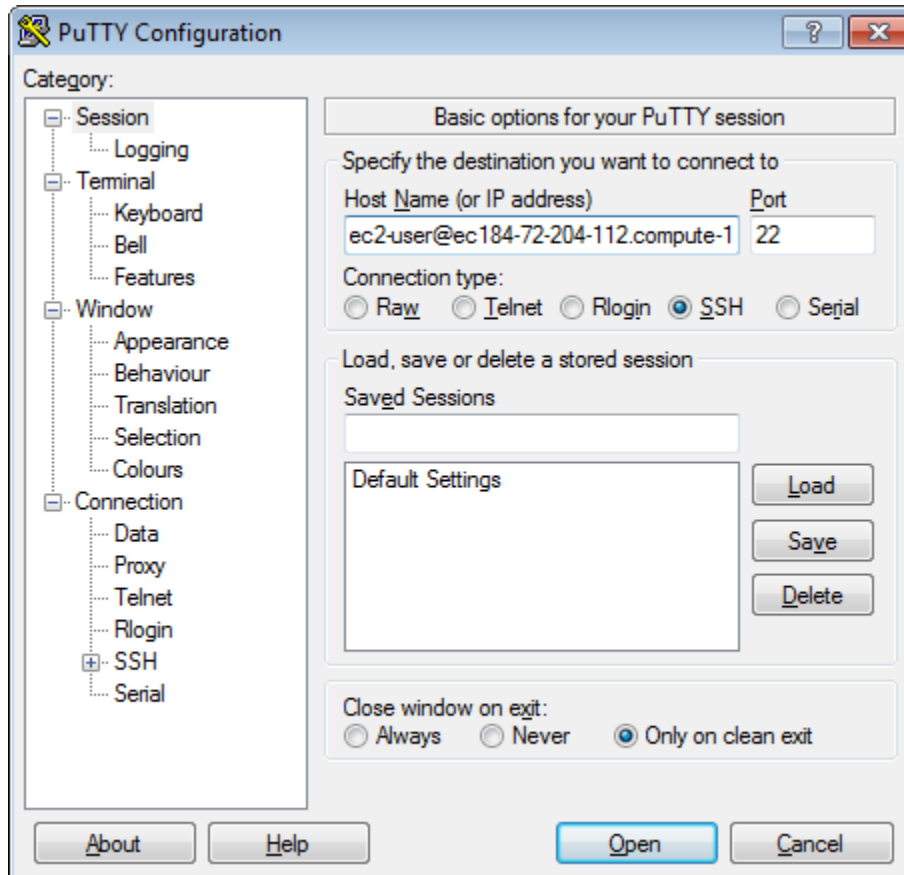 PuTTY Configuration
Category:
Session
Logging
Terminal
Keyboard
Bell
Features
Window
Appearance
Behaviour
Translation
Selection
Colours
Connection
Data
Proxy
Telnet
Rlogin
SSH
Serial
Basic options for your PuTTY session
Specify the destination you want to connect to
Host Name (or IP address) Port
ec2-user@ec184-72-204-112.compute-1 22
Connection type:
Raw Telnet Rlogin SSH Serial
Load, save or delete a stored session
Saved Sessions
Default Settings
Load
Save
Delete
Close window on exit:
Always Never Only on clean exit
About Help Open Cancel